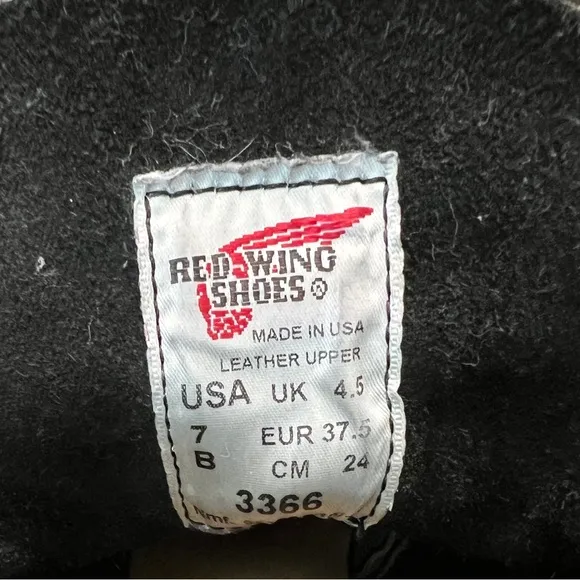 RED WING
SHOES®
MADE IN USA
LEATHER UPPER
USA UK 4.5
7 EUR 37.5
B CM 24
3366